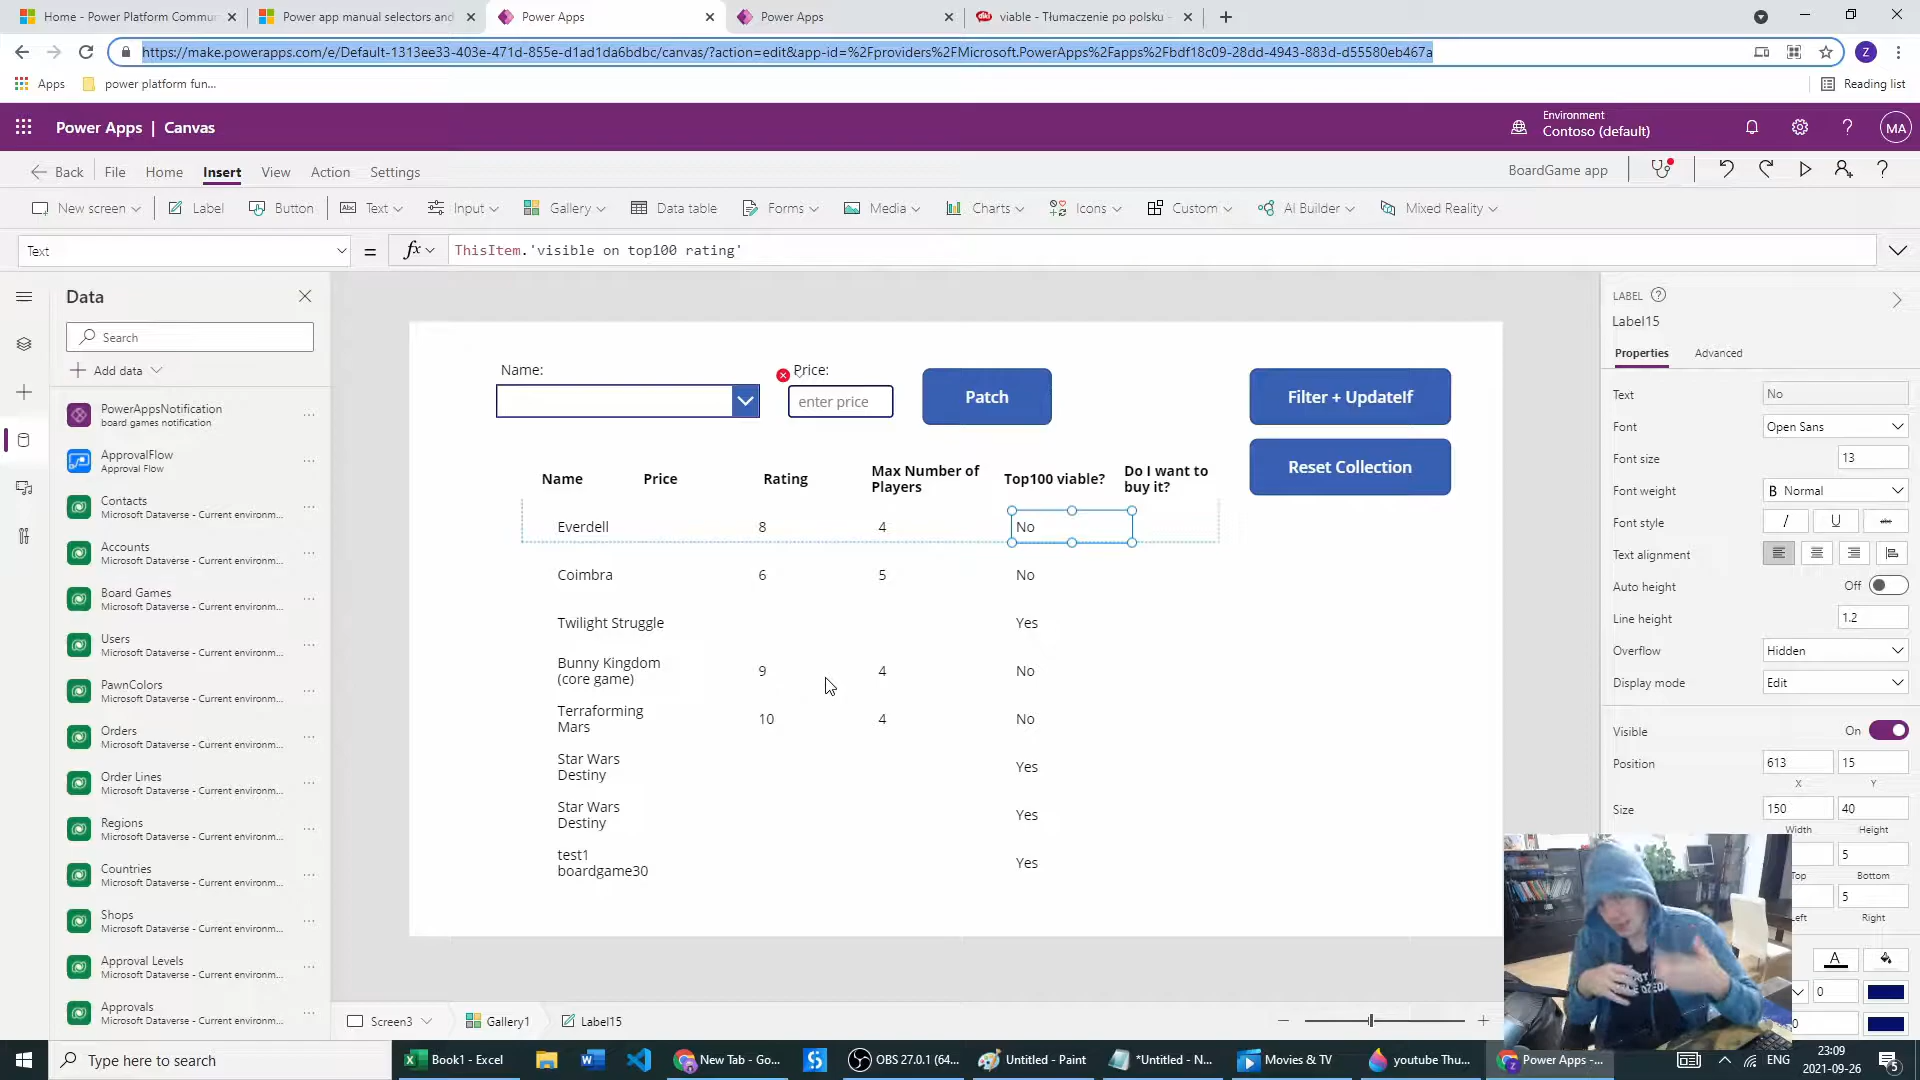 Home - Power Platform Commun
Power app manual selectors and
Power Apps
Power Apps
viable - Tłumaczenie po polsku -
https://make.powerapps.com/e/Default-1313ee33-403e-471d-855e-d1ad1da6bdbc/canvas/?action=edit&app-id=%2Fproviders%2FMicrosoft.PowerApps%2Fapps%2Fbdf18c09-28dd-4943-883d-d55580eb467a
Z
Apps
power platform fun...
Reading list
Power Apps | Canvas
Environment
Contoso (default)
MA
Back
File
Home
Insert
View
Action
Settings
BoardGame app
New screen
Label
Button
Text
Input
Gallery
Data table
Forms
Media
Charts
Icons
Custom
AI Builder
Mixed Reality
Text
=
fx
ThisItem.'visible on top100 rating'
Data
Search
Add data
PowerAppsNotification
board games notification
ApprovalFlow
Approval Flow
Contacts
Microsoft Dataverse - Current environm...
Accounts
Microsoft Dataverse - Current environm...
Board Games
Microsoft Dataverse - Current environm...
Users
Microsoft Dataverse - Current environm...
PawnColors
Microsoft Dataverse - Current environm...
Orders
Microsoft Dataverse - Current environm...
Order Lines
Microsoft Dataverse - Current environm...
Regions
Microsoft Dataverse - Current environm...
Countries
Microsoft Dataverse - Current environm...
Shops
Microsoft Dataverse - Current environm...
Approval Levels
Microsoft Dataverse - Current environm...
Approvals
Microsoft Dataverse - Current environm...
Name:
Price:
enter price
Patch
Filter + UpdateIf
Reset Collection
Name
Price
Rating
Max Number of
Players
Top100 viable?
Do I want to
buy it?
Everdell 8 4 No
Coimbra 6 5 No
Twilight Struggle Yes
Bunny Kingdom
(core game) 9 4 No
Terraforming
Mars 10 4 No
Star Wars
Destiny Yes
Star Wars
Destiny Yes
test1
boardgame30 Yes
LABEL
Label15
Properties
Advanced
Text No
Font Open Sans
Font size 13
Font weight B Normal
Font style
Text alignment
Auto height Off
Line height 1.2
Overflow Hidden
Display mode Edit
Visible On
Position 613 15
X Y
Size 150 40
Width Height
5
Top Bottom
5
Left Right
A
0
0
Screen3
Gallery1
Label15
Type here to search
Book1 - Excel
New Tab - Go...
OBS 27.0.1 (64...
Untitled - Paint
*Untitled - N...
Movies & TV
youtube Thu...
Power Apps -...
ENG
23:09
2021-09-26
5